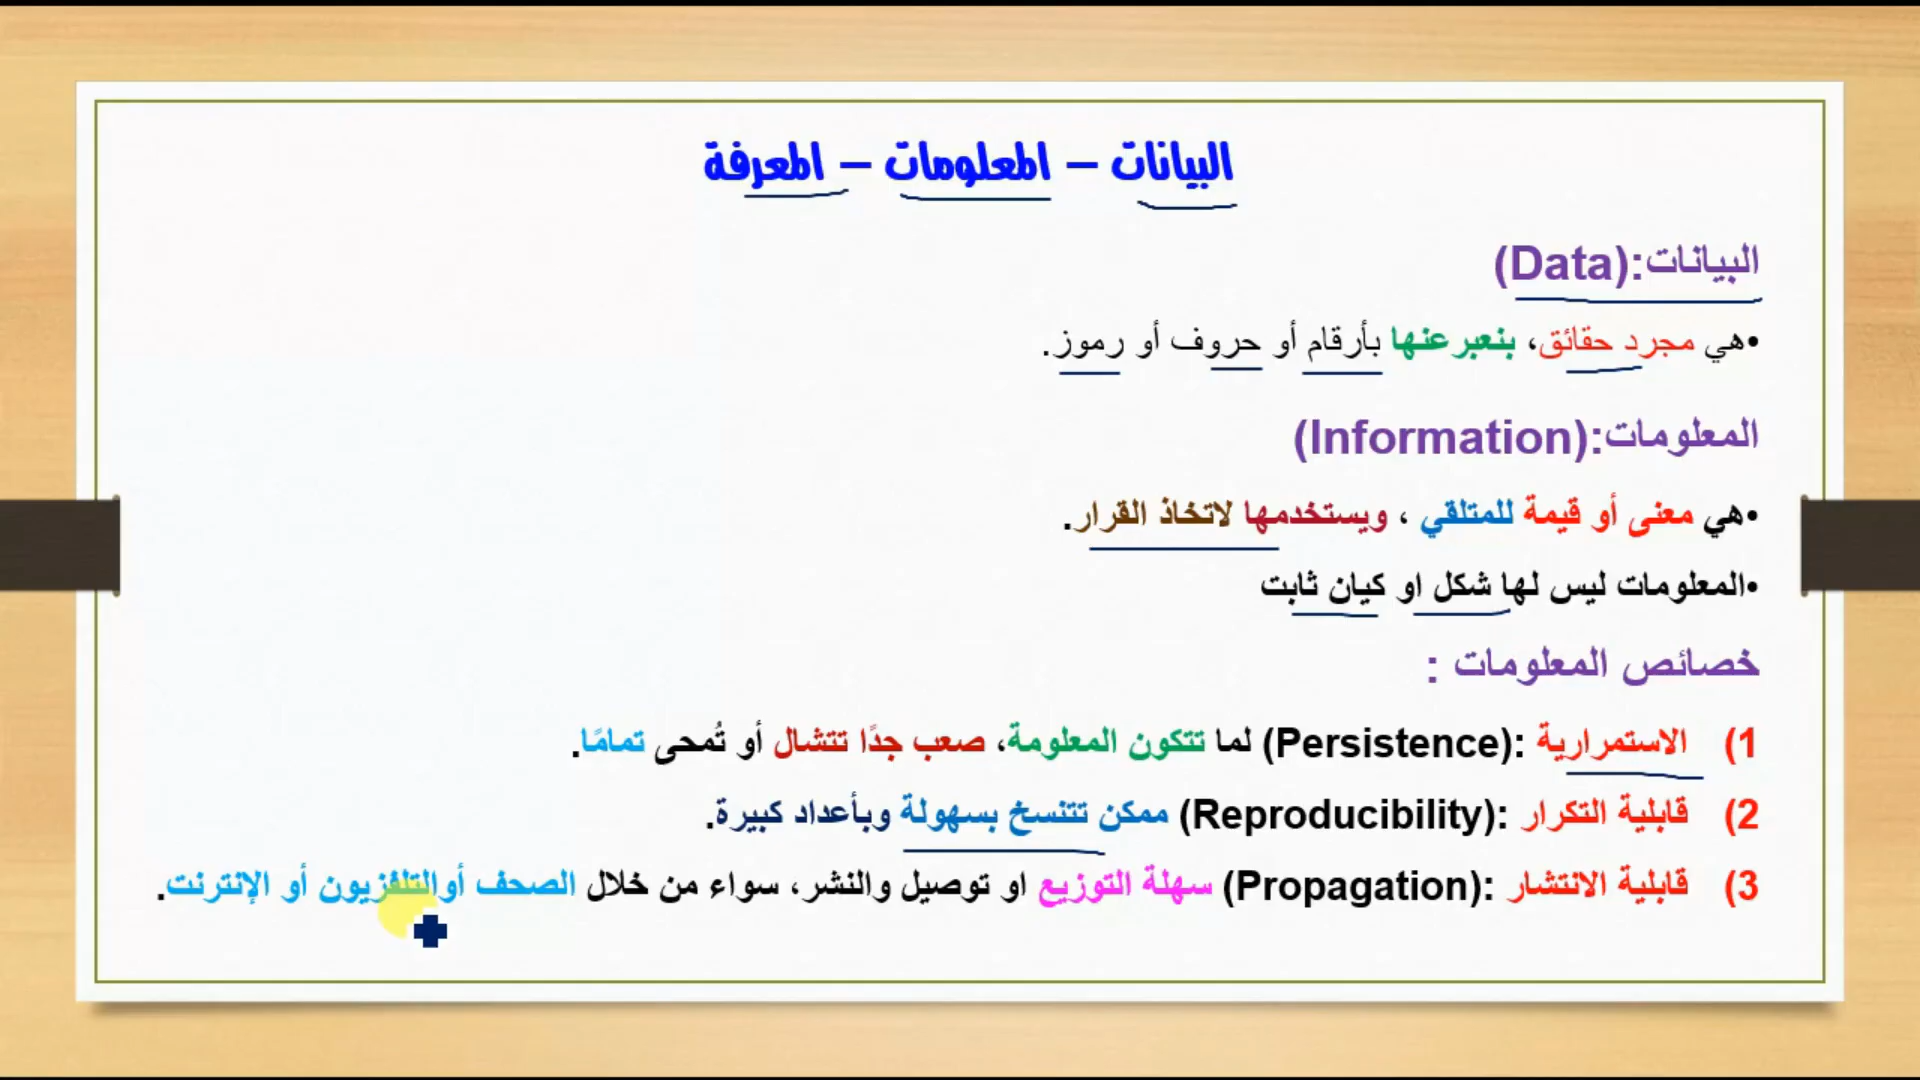 البيانات – المعلومات – المعرفة
البيانات:(Data)
•هي مجرد حقائق، بنعبرعنها بأرقام أو حروف أو رموز.
المعلومات:(Information)
•هي معنى أو قيمة للمتلقي ، ويستخدمها لاتخاذ القرار.
•المعلومات ليس لها شكل او كيان ثابت
خصائص المعلومات :
1) الاستمرارية :(Persistence) لما تتكون المعلومة، صعب جدًا تتشال أو تُمحى تمامًا.
2) قابلية التكرار :(Reproducibility) ممكن تتنسخ بسهولة وبأعداد كبيرة.
3) قابلية الانتشار :(Propagation) سهلة التوزيع او توصيل والنشر، سواء من خلال الصحف أوالتلفزيون أو الإنترنت.